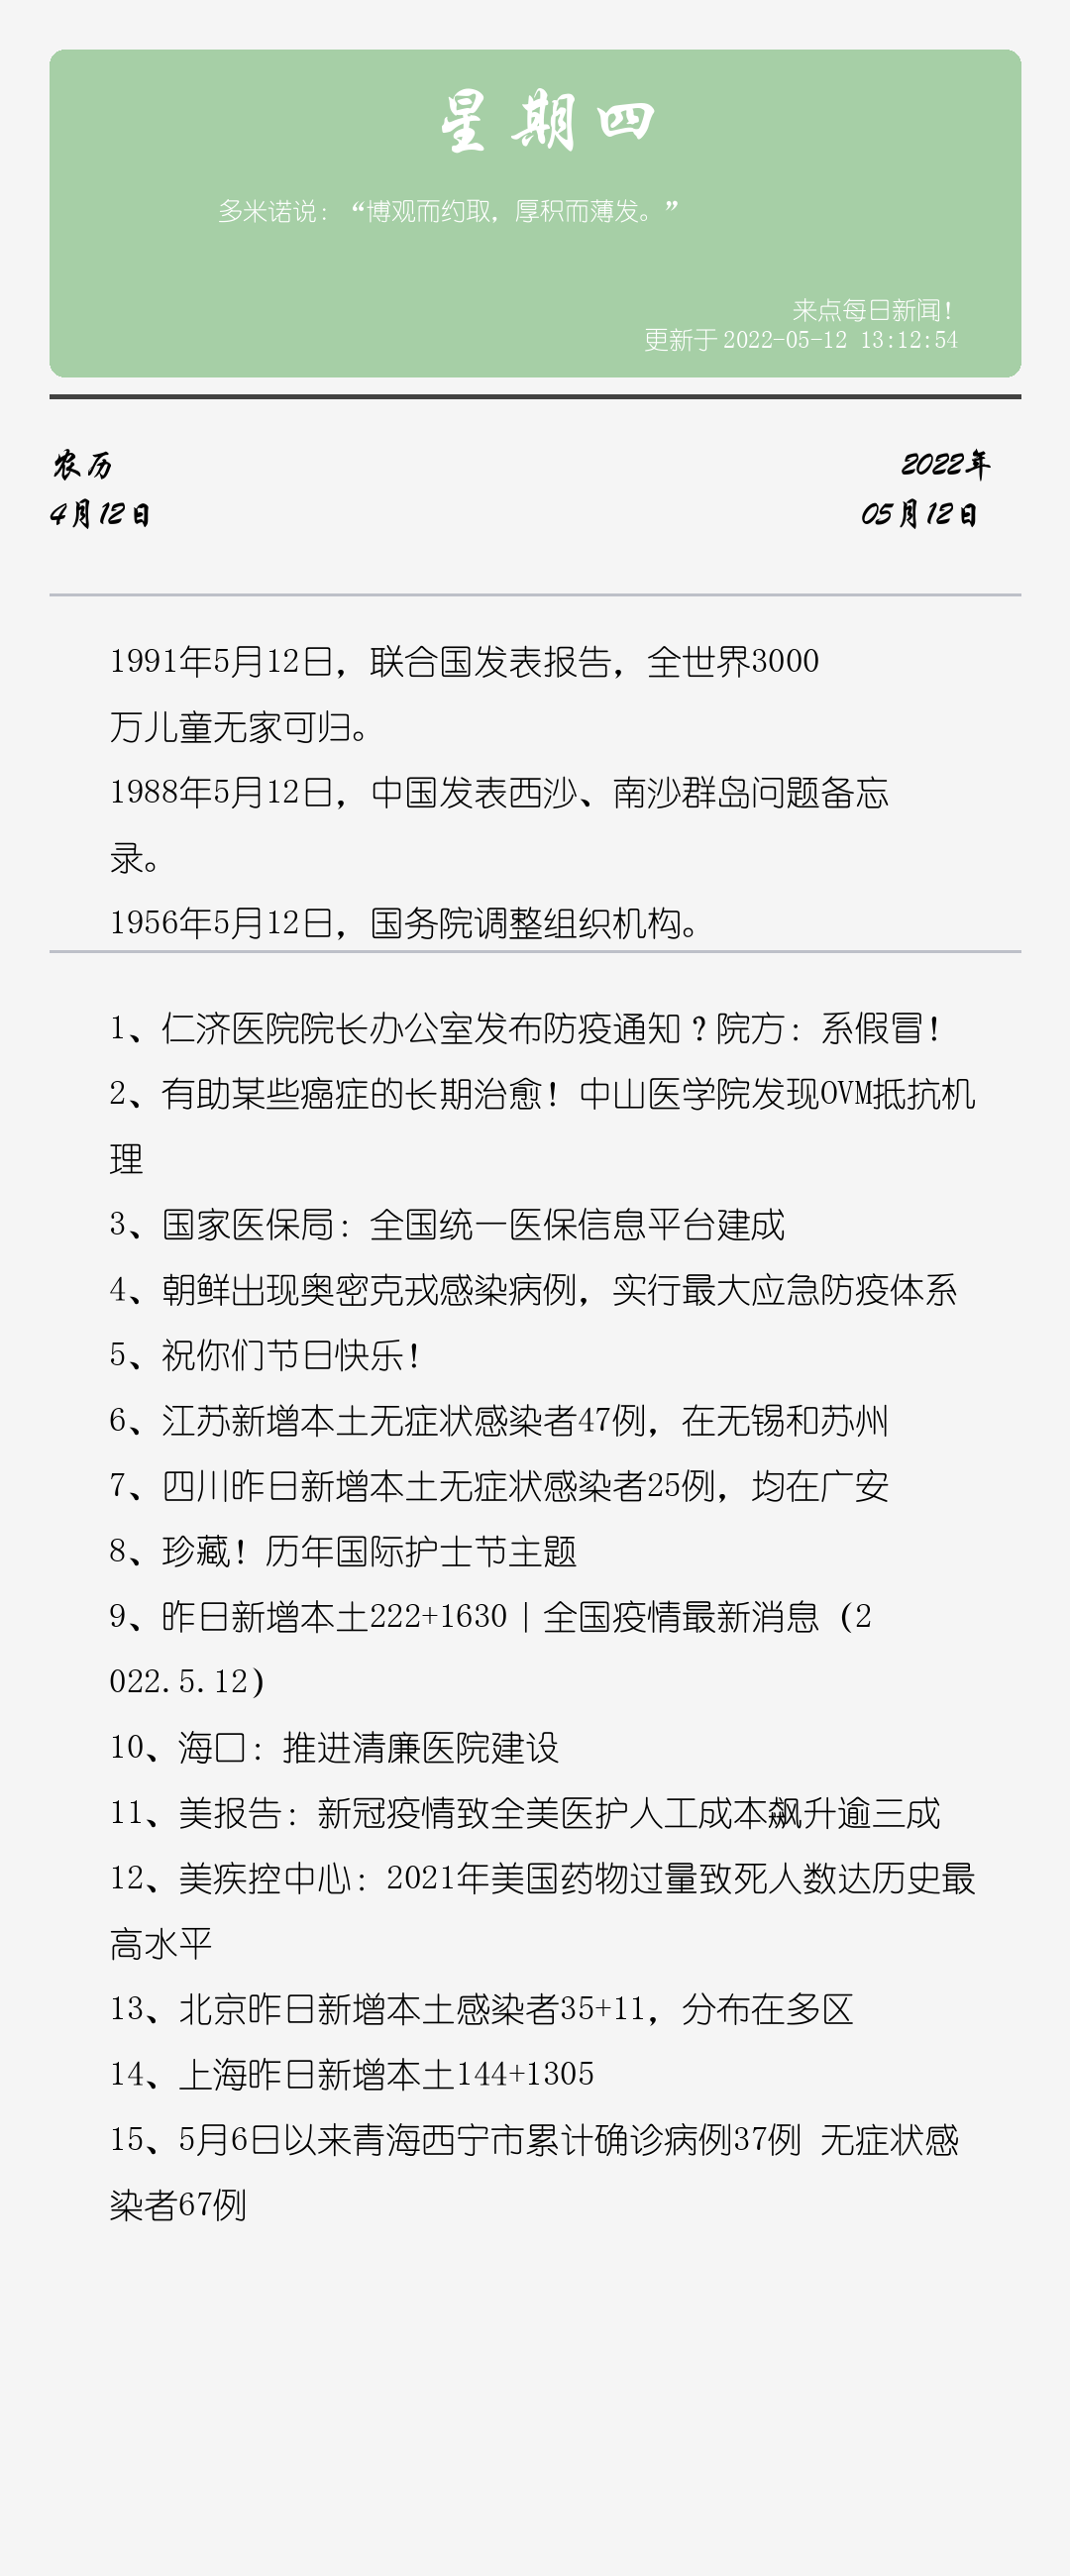 星期四
多米诺说：“博观而约取，厚积而薄发。”
来点每日新闻！
更新于 2022-05-12 13:12:54
农历
4月12日
2022年
05月12日
1991年5月12日，联合国发表报告，全世界3000
万儿童无家可归。
1988年5月12日，中国发表西沙、南沙群岛问题备忘
录。
1956年5月12日，国务院调整组织机构。
1、仁济医院院长办公室发布防疫通知？院方：系假冒！
2、有助某些癌症的长期治愈！中山医学院发现OVM抵抗机
理
3、国家医保局：全国统一医保信息平台建成
4、朝鲜出现奥密克戎感染病例，实行最大应急防疫体系
5、祝你们节日快乐！
6、江苏新增本土无症状感染者47例，在无锡和苏州
7、四川昨日新增本土无症状感染者25例，均在广安
8、珍藏！历年国际护士节主题
9、昨日新增本土222+1630｜全国疫情最新消息（2
022.5.12）
10、海口：推进清廉医院建设
11、美报告：新冠疫情致全美医护人工成本飙升逾三成
12、美疾控中心：2021年美国药物过量致死人数达历史最
高水平
13、北京昨日新增本土感染者35+11，分布在多区
14、上海昨日新增本土144+1305
15、5月6日以来青海西宁市累计确诊病例37例 无症状感
染者67例